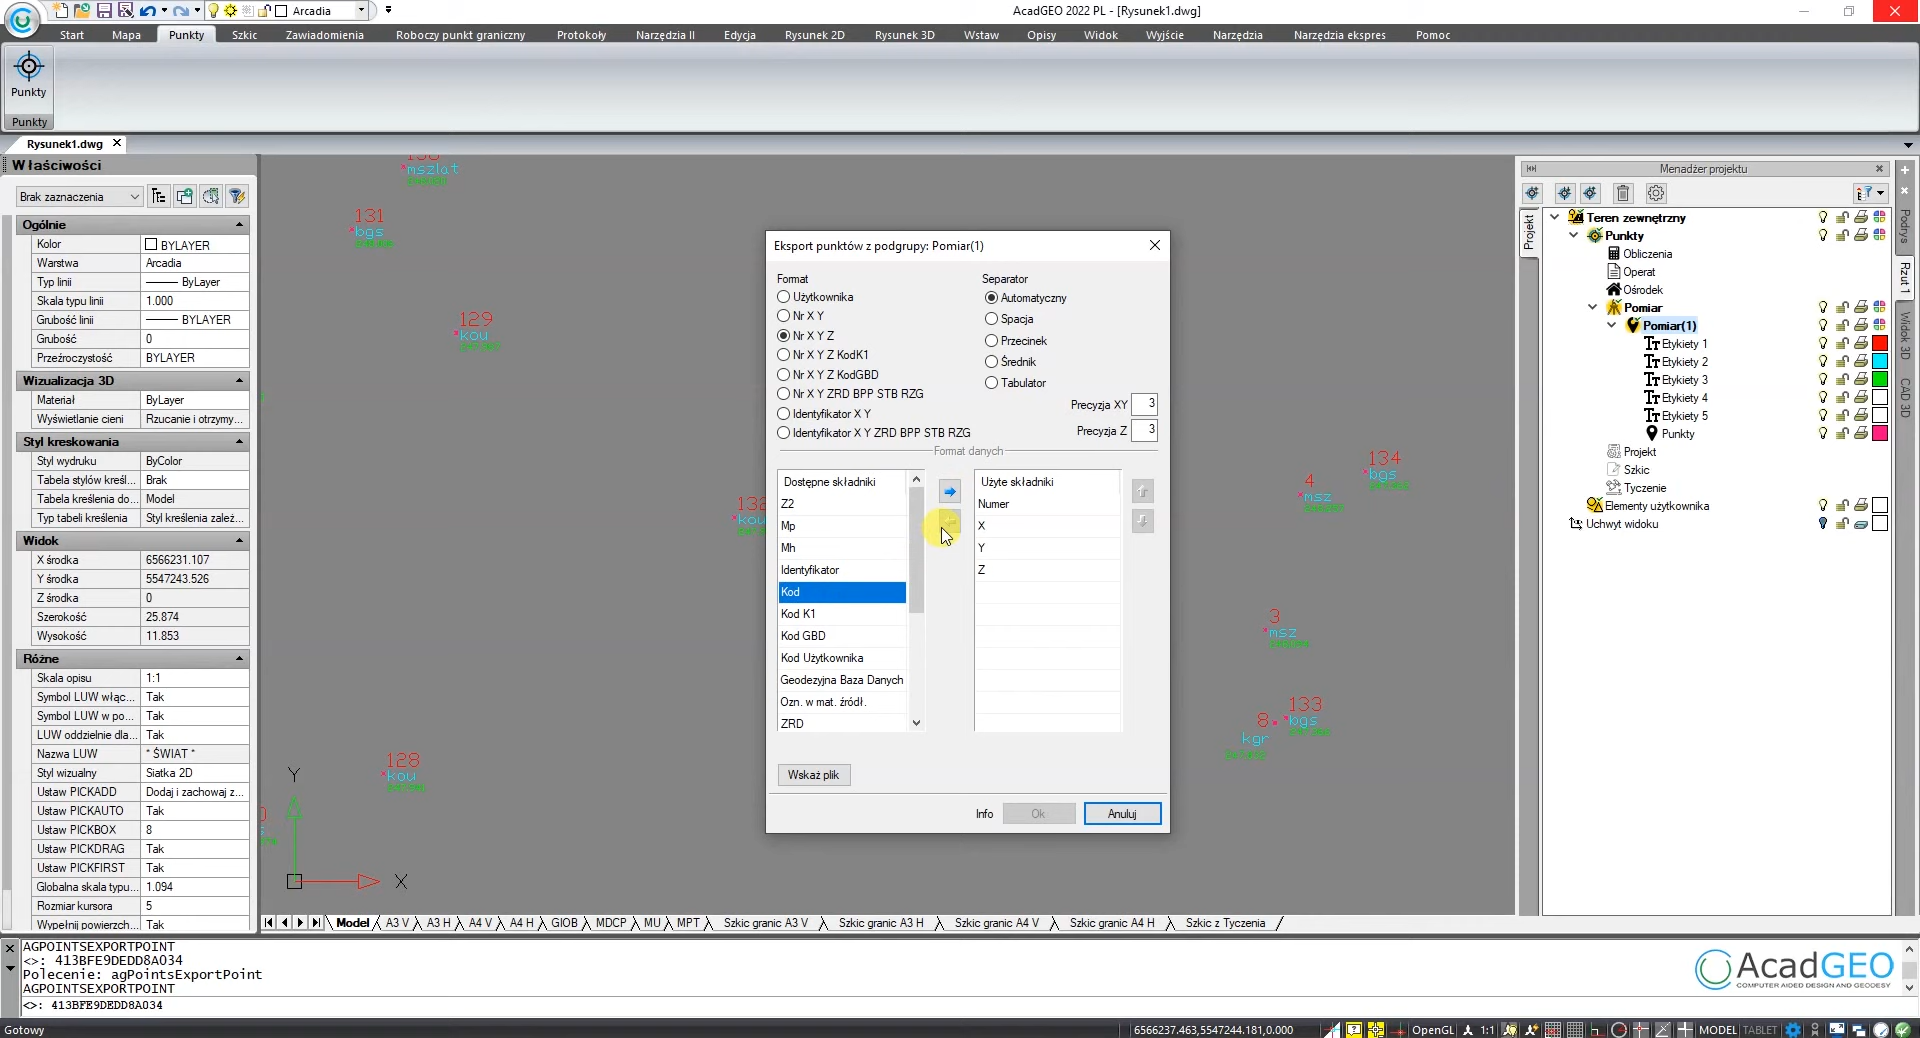 Arcadia
AcadGEO 2022 PL - [Rysunek1.dwg]
Start Mapa Punkty Szkic Zawiadomienia Roboczy punkt graniczny Protokoły Narzędzia II Edycja Rysunek 2D Rysunek 3D Wstaw Opisy Widok Wyjście Narzędzia Narzędzia ekspres Pomoc
Punkty
Punkty
Rysunek1.dwg
Właściwości
Brak zaznaczenia
Ogólnie
Kolor BYLAYER
Warstwa Arcadia
Typ linii ByLayer
Skala typu linii 1.000
Grubość linii BYLAYER
Grubość 0
Przeźroczystość BYLAYER
Wizualizacja 3D
Materiał ByLayer
Wyświetlanie cieni Rzucanie i otrzymy...
Styl kreskowania
Styl wydruku ByColor
Tabela stylów kreśl... Brak
Tabela kreślenia do... Model
Typ tabeli kreślenia Styl kreślenia zależ...
Widok
X środka 6566231.107
Y środka 5547243.526
Z środka 0
Szerokość 25.874
Wysokość 11.853
Różne
Skala opisu 1:1
Symbol LUW włąc... Tak
Symbol LUW w po... Tak
LUW oddzielnie dla... Tak
Nazwa LUW * ŚWIAT *
Styl wizualny Siatka 2D
Ustaw PICKADD Dodaj i zachowaj z...
Ustaw PICKAUTO Tak
Ustaw PICKBOX 8
Ustaw PICKDRAG Tak
Ustaw PICKFIRST Tak
Globalna skala typu... 1.094
Rozmiar kursora 5
Wypełnij powierzch... Tak
mszlat
131
bgs
129
kou
132
kou
128
kou
Y
X
134
bgs
4
msz
3
msz
133
bgs
8
kgr
Eksport punktów z podgrupy: Pomiar(1)
Format
Użytkownika
Nr X Y
Nr X Y Z
Nr X Y Z KodK1
Nr X Y Z KodGBD
Nr X Y ZRD BPP STB RZG
Identyfikator X Y
Identyfikator X Y ZRD BPP STB RZG
Separator
Automatyczny
Spacja
Przecinek
Średnik
Tabulator
Precyzja XY 3
Precyzja Z 3
Format danych
Dostępne składniki
Z2
Mp
Mh
Identyfikator
Kod
Kod K1
Kod GBD
Kod Użytkownika
Geodezyjna Baza Danych
Ozn. w mat. źródł.
ZRD
Użyte składniki
Numer
X
Y
Z
Wskaż plik
Info Ok Anuluj
Menadżer projektu
Projekt
Teren zewnętrzny
Punkty
Obliczenia
Operat
Ośrodek
Pomiar
Pomiar(1)
Etykiety 1
Etykiety 2
Etykiety 3
Etykiety 4
Etykiety 5
Punkty
Projekt
Szkic
Tyczenie
Elementy użytkownika
Uchwyt widoku
Podrys
Rzut 1
Widok 3D
CAD 3D
Model A3 V A3 H A4 V A4 H GIOB MDCP MU MPT Szkic granic A3 V Szkic granic A3 H Szkic granic A4 V Szkic granic A4 H Szkic z Tyczenia
AGPOINTSEXPORTPOINT
<>: 413BFE9DEDD8A034
Polecenie: agPointsExportPoint
AGPOINTSEXPORTPOINT
<>: 413BFE9DEDD8A034
AcadGEO
COMPUTER AIDED DESIGN AND GEODESY
Gotowy
6566237.463,5547244.181,0.000
OpenGL
1:1
MODEL
TABLET